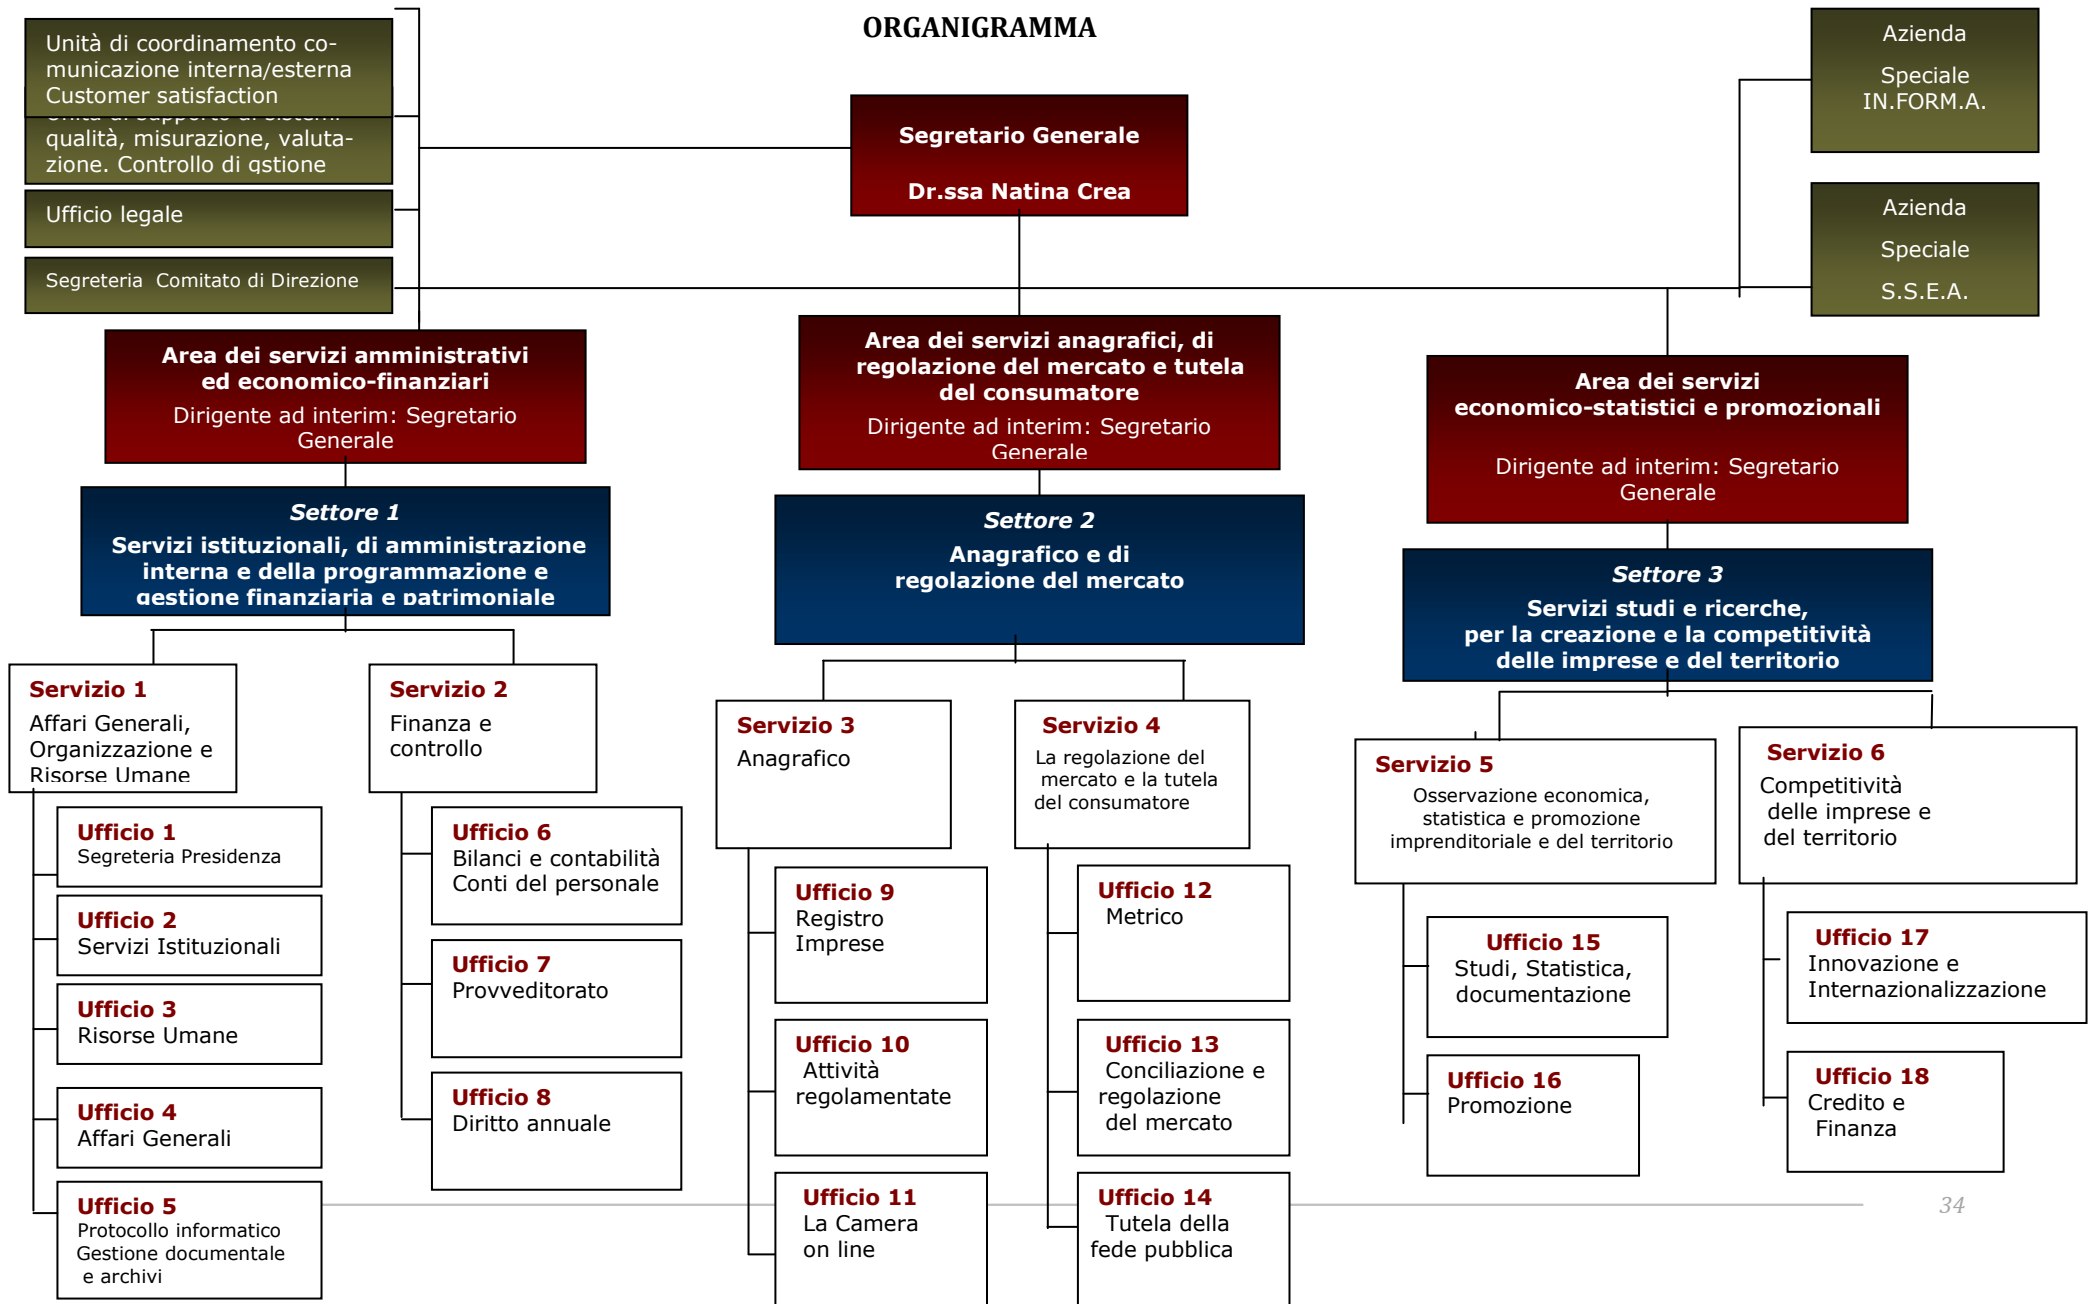 ORGANIGRAMMA
Unità di coordinamento co-
municazione interna/esterna
Customer satisfaction
qualità, misurazione, valuta-
zione. Controllo di gstione
Ufficio legale
Segreteria Comitato di Direzione
Segretario Generale
Dr.ssa Natina Crea
Azienda
Speciale
IN.FORM.A.
Azienda
Speciale
S.S.E.A.
Area dei servizi amministrativi
ed economico-finanziari
Dirigente ad interim: Segretario
Generale
Area dei servizi anagrafici, di
regolazione del mercato e tutela
del consumatore
Dirigente ad interim: Segretario
Generale
Area dei servizi
economico-statistici e promozionali
Dirigente ad interim: Segretario
Generale
Settore 1
Servizi istituzionali, di amministrazione
interna e della programmazione e
gestione finanziaria e patrimoniale
Settore 2
Anagrafico e di
regolazione del mercato
Settore 3
Servizi studi e ricerche,
per la creazione e la competitività
delle imprese e del territorio
Servizio 1
Affari Generali,
Organizzazione e
Risorse Umane
Ufficio 1
Segreteria Presidenza
Ufficio 2
Servizi Istituzionali
Ufficio 3
Risorse Umane
Ufficio 4
Affari Generali
Ufficio 5
Protocollo informatico
Gestione documentale
e archivi
Servizio 2
Finanza e
controllo
Ufficio 6
Bilanci e contabilità
Conti del personale
Ufficio 7
Provveditorato
Ufficio 8
Diritto annuale
Servizio 3
Anagrafico
Ufficio 9
Registro
Imprese
Ufficio 10
Attività
regolamentate
Ufficio 11
La Camera
on line
Servizio 4
La regolazione del
mercato e la tutela
del consumatore
Ufficio 12
Metrico
Ufficio 13
Conciliazione e
regolazione
del mercato
Ufficio 14
Tutela della
fede pubblica
Servizio 5
Osservazione economica,
statistica e promozione
imprenditoriale e del territorio
Ufficio 15
Studi, Statistica,
documentazione
Ufficio 16
Promozione
Servizio 6
Competitività
delle imprese e
del territorio
Ufficio 17
Innovazione e
Internazionalizzazione
Ufficio 18
Credito e
Finanza
34